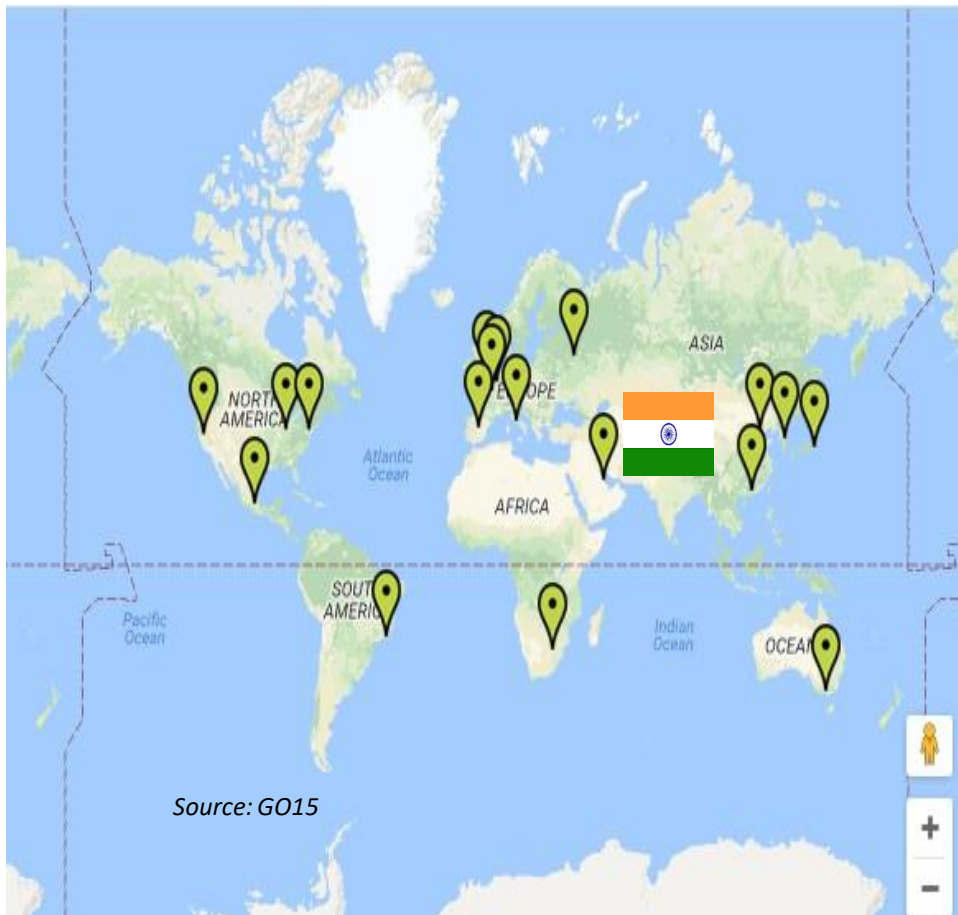 ASIA
EUROPE
NORTH
AMERICA
Atlantic
Ocean
AFRICA
SOUTH
AMERICA
Pacific
Ocean
Indian
Ocean
OCEANIA
Source: GO15
+
−